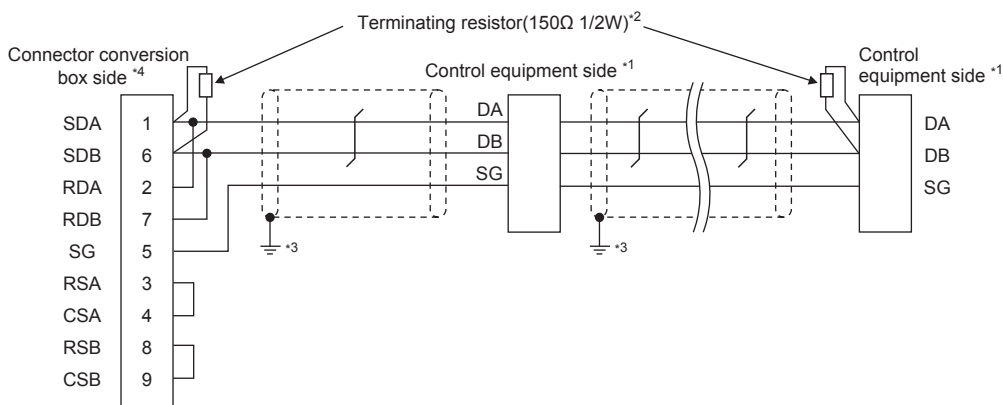 Terminating resistor(150Ω 1/2W)*2
Connector conversion
box side *4
Control equipment side *1
Control
equipment side *1
SDA 1
SDB 6
RDA 2
RDB 7
SG 5
RSA 3
CSA 4
RSB 8
CSB 9
DA
DB
SG
*3
*3
DA
DB
SG